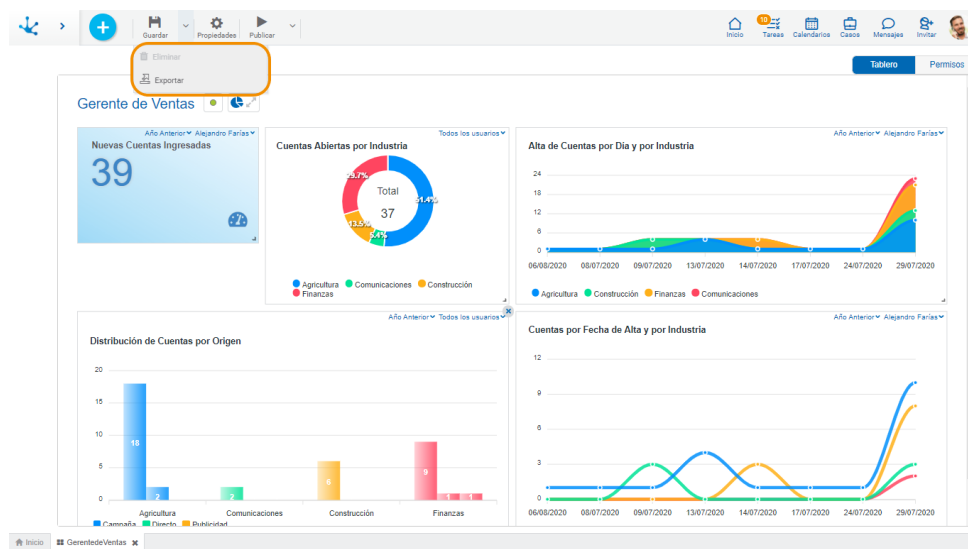 Guardar Propiedades Publicar
10
Inicio Tareas Calendarios Casos Mensajes Invitar
Eliminar
Exportar
Tablero Permisos
Gerente de Ventas
Año Anterior Alejandro Farías
Nuevas Cuentas Ingresadas
39
Todos los usuarios
Cuentas Abiertas por Industria
Total
37
51.4%
5.4%
13.5%
29.7%
Agricultura Comunicaciones Construcción
Finanzas
Año Anterior Alejandro Farías
Alta de Cuentas por Día y por Industria
24
18
12
6
0
06/08/2020 08/07/2020 09/07/2020 13/07/2020 14/07/2020 17/07/2020 24/07/2020 29/07/2020
Agricultura Construcción Finanzas Comunicaciones
Año Anterior Todos los usuarios
Distribución de Cuentas por Origen
20
15
10
5
0
18
2
2
6
9
1
1
Agricultura Comunicaciones Construcción Finanzas
Campaña Directo Publicidad
Año Anterior Alejandro Farías
Cuentas por Fecha de Alta y por Industria
12
9
6
3
0
06/08/2020 08/07/2020 09/07/2020 13/07/2020 14/07/2020 17/07/2020 24/07/2020 29/07/2020
Inicio GerentedeVentas